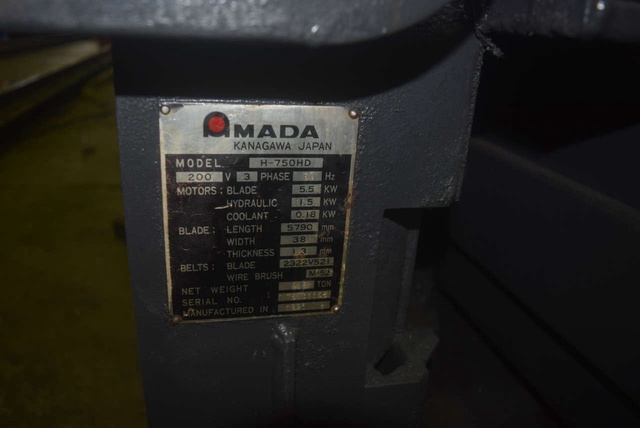 AMADA
KANAGAWA JAPAN
MODEL H-750HD
200 V 3 PHASE Hz
MOTORS: BLADE 5.5 KW
HYDRAULIC 1.5 KW
COOLANT 0.18 KW
BLADE: LENGTH 5790 mm
WIDTH 38 mm
THICKNESS 1.3 mm
BELTS: BLADE 2322V521
WIRE BRUSH M-52
NET WEIGHT TON
SERIAL NO.
MANUFACTURED IN